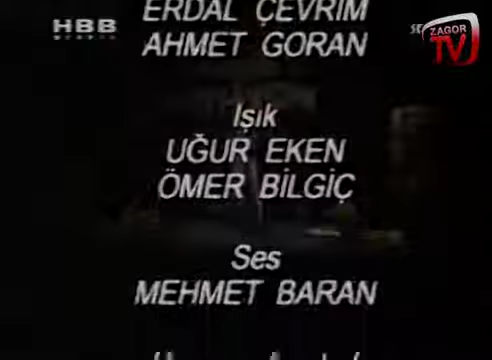 ERDAL ÇEVRİM
HBB
AHMET GORAN
ZAGOR
TV
Işık
UĞUR EKEN
ÖMER BİLGİÇ
Ses
MEHMET BARAN